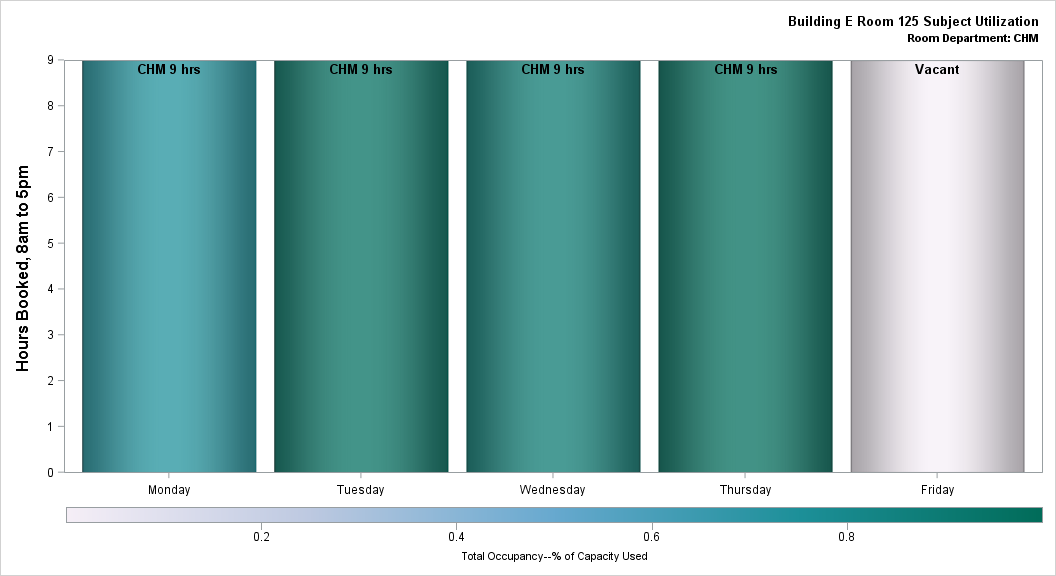 Building E Room 125 Subject Utilization
Room Department: CHM
Hours Booked, 8am to 5pm
9
8
7
6
5
4
3
2
1
0
CHM 9 hrs
CHM 9 hrs
CHM 9 hrs
CHM 9 hrs
Vacant
Monday
Tuesday
Wednesday
Thursday
Friday
0.2
0.4
0.6
0.8
Total Occupancy--% of Capacity Used